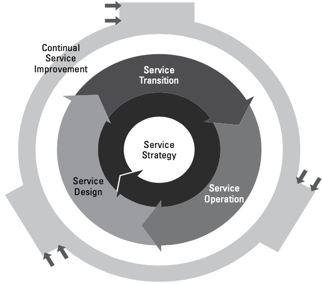 Continual
Service
Improvement
Service
Transition
Service
Strategy
Service
Design
Service
Operation